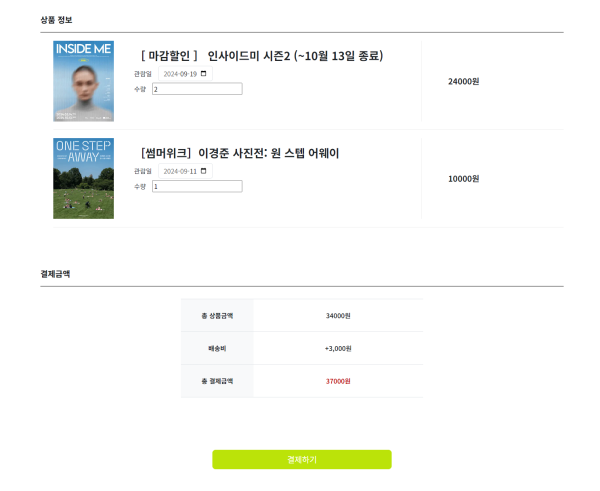 상품 정보
INSIDE ME
[ 마감할인 ] 인사이드미 시즌2 (~10월 13일 종료)
관람일 2024-09-19
수량 2
24000원
ONE STEP
AWAY
[썸머위크] 이경준 사진전: 원 스텝 어웨이
관람일 2024-09-11
수량 1
10000원
결제금액
총 상품금액 34000원
배송비 +3,000원
총 결제금액 37000원
결제하기